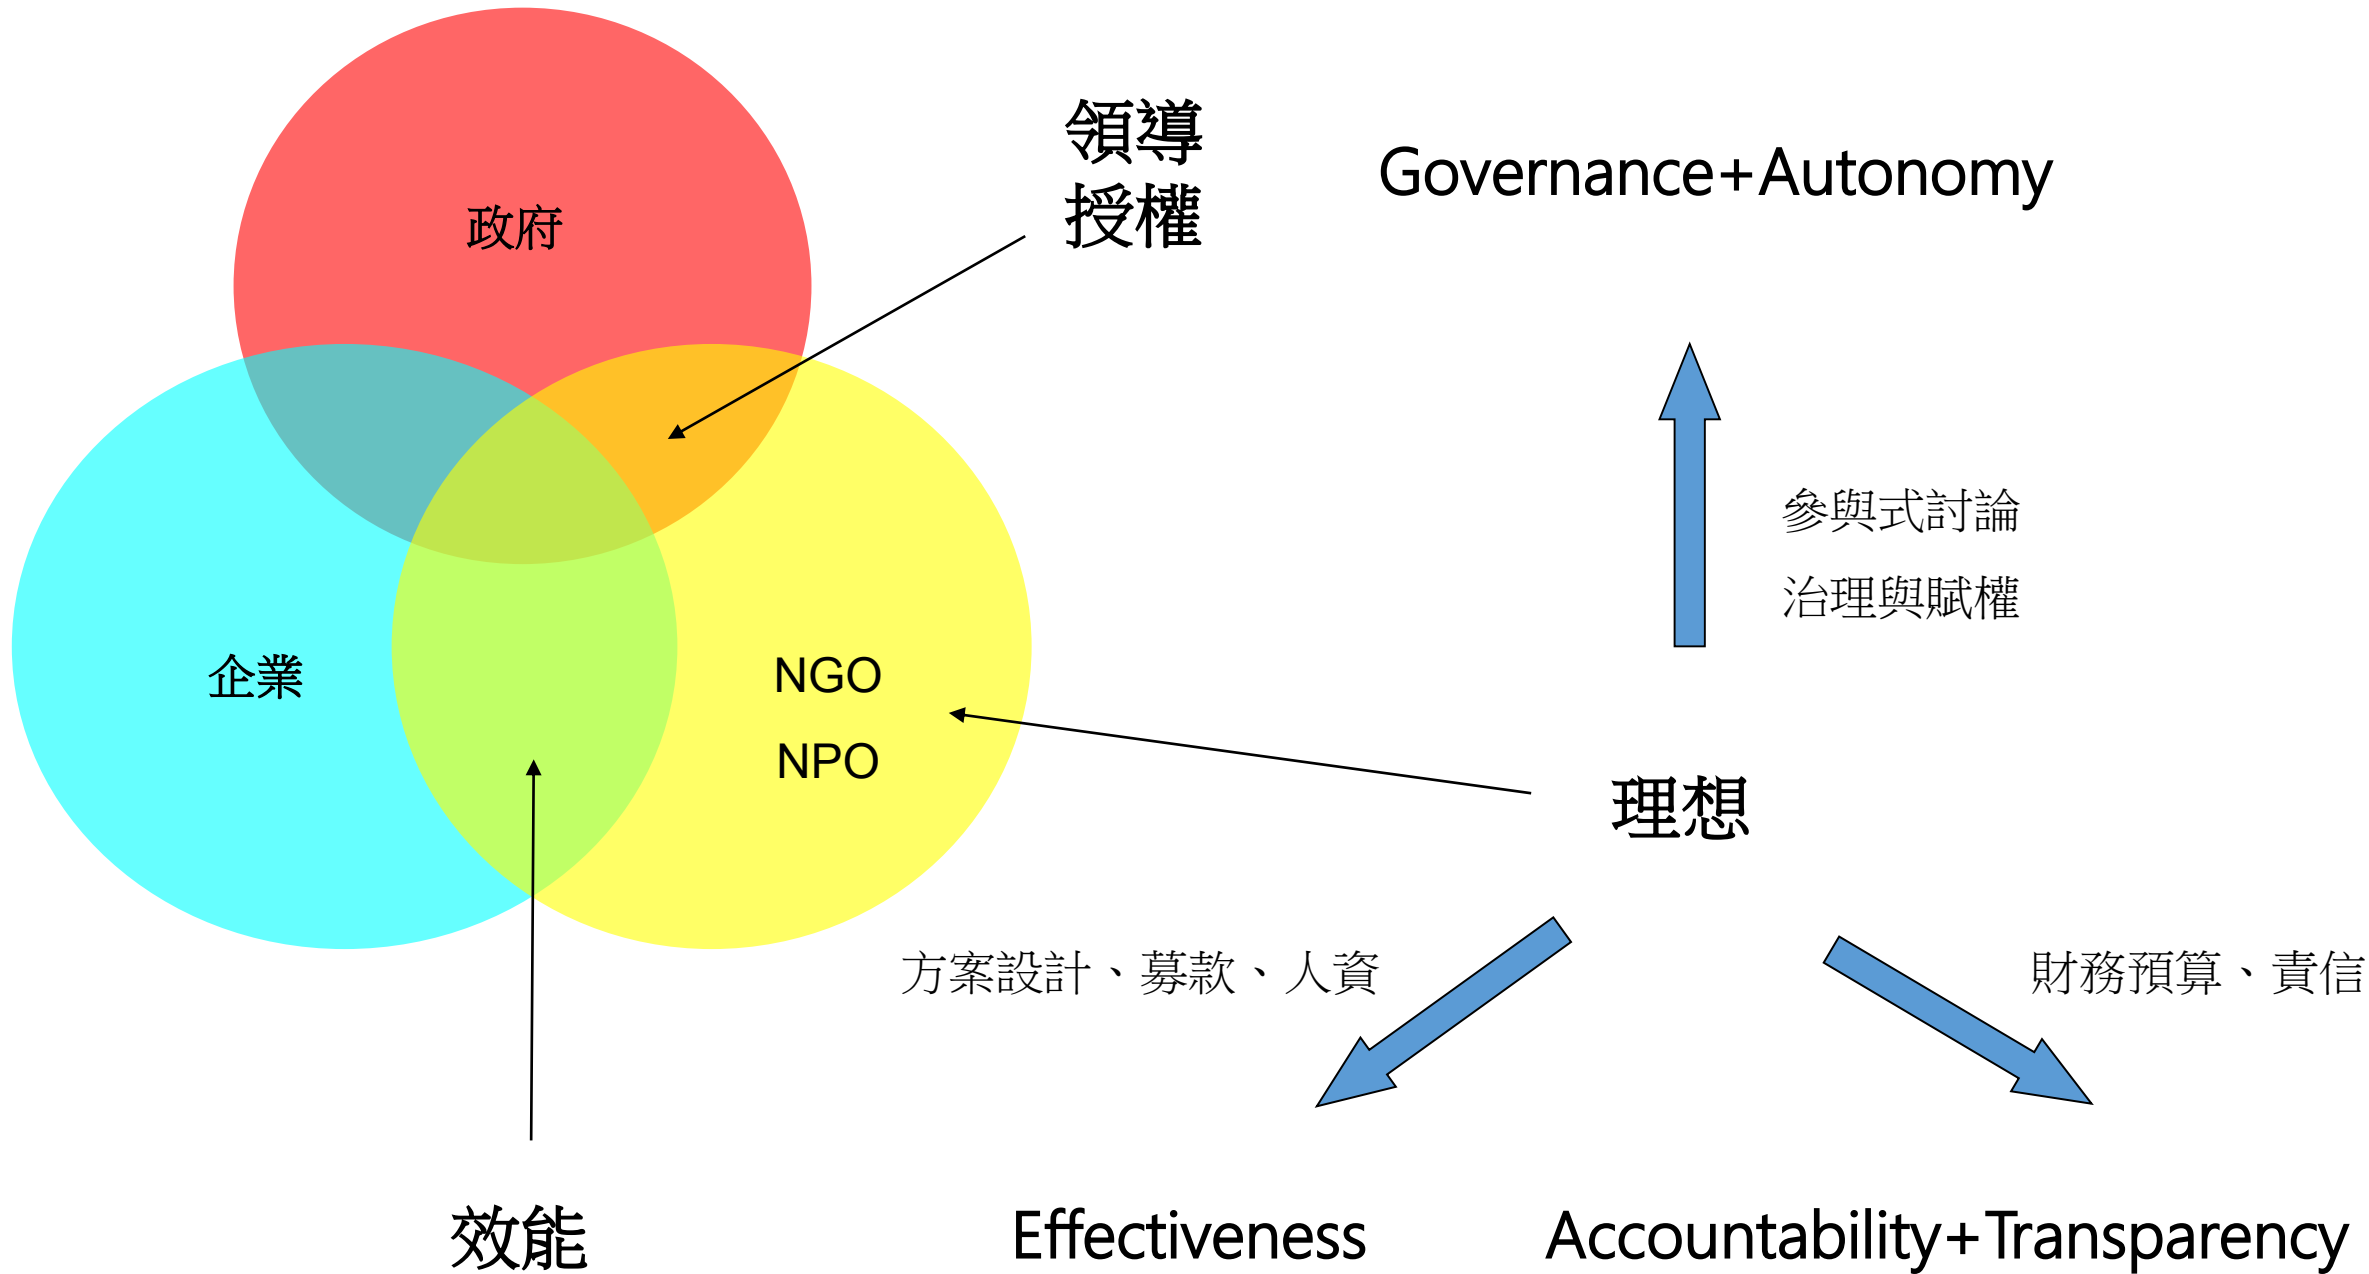 領導
授權
Governance+Autonomy
政府
參與式討論
治理與賦權
企業
NGO
NPO
理想
方案設計、募款、人資
財務預算、責信
效能
Effectiveness
Accountability+Transparency